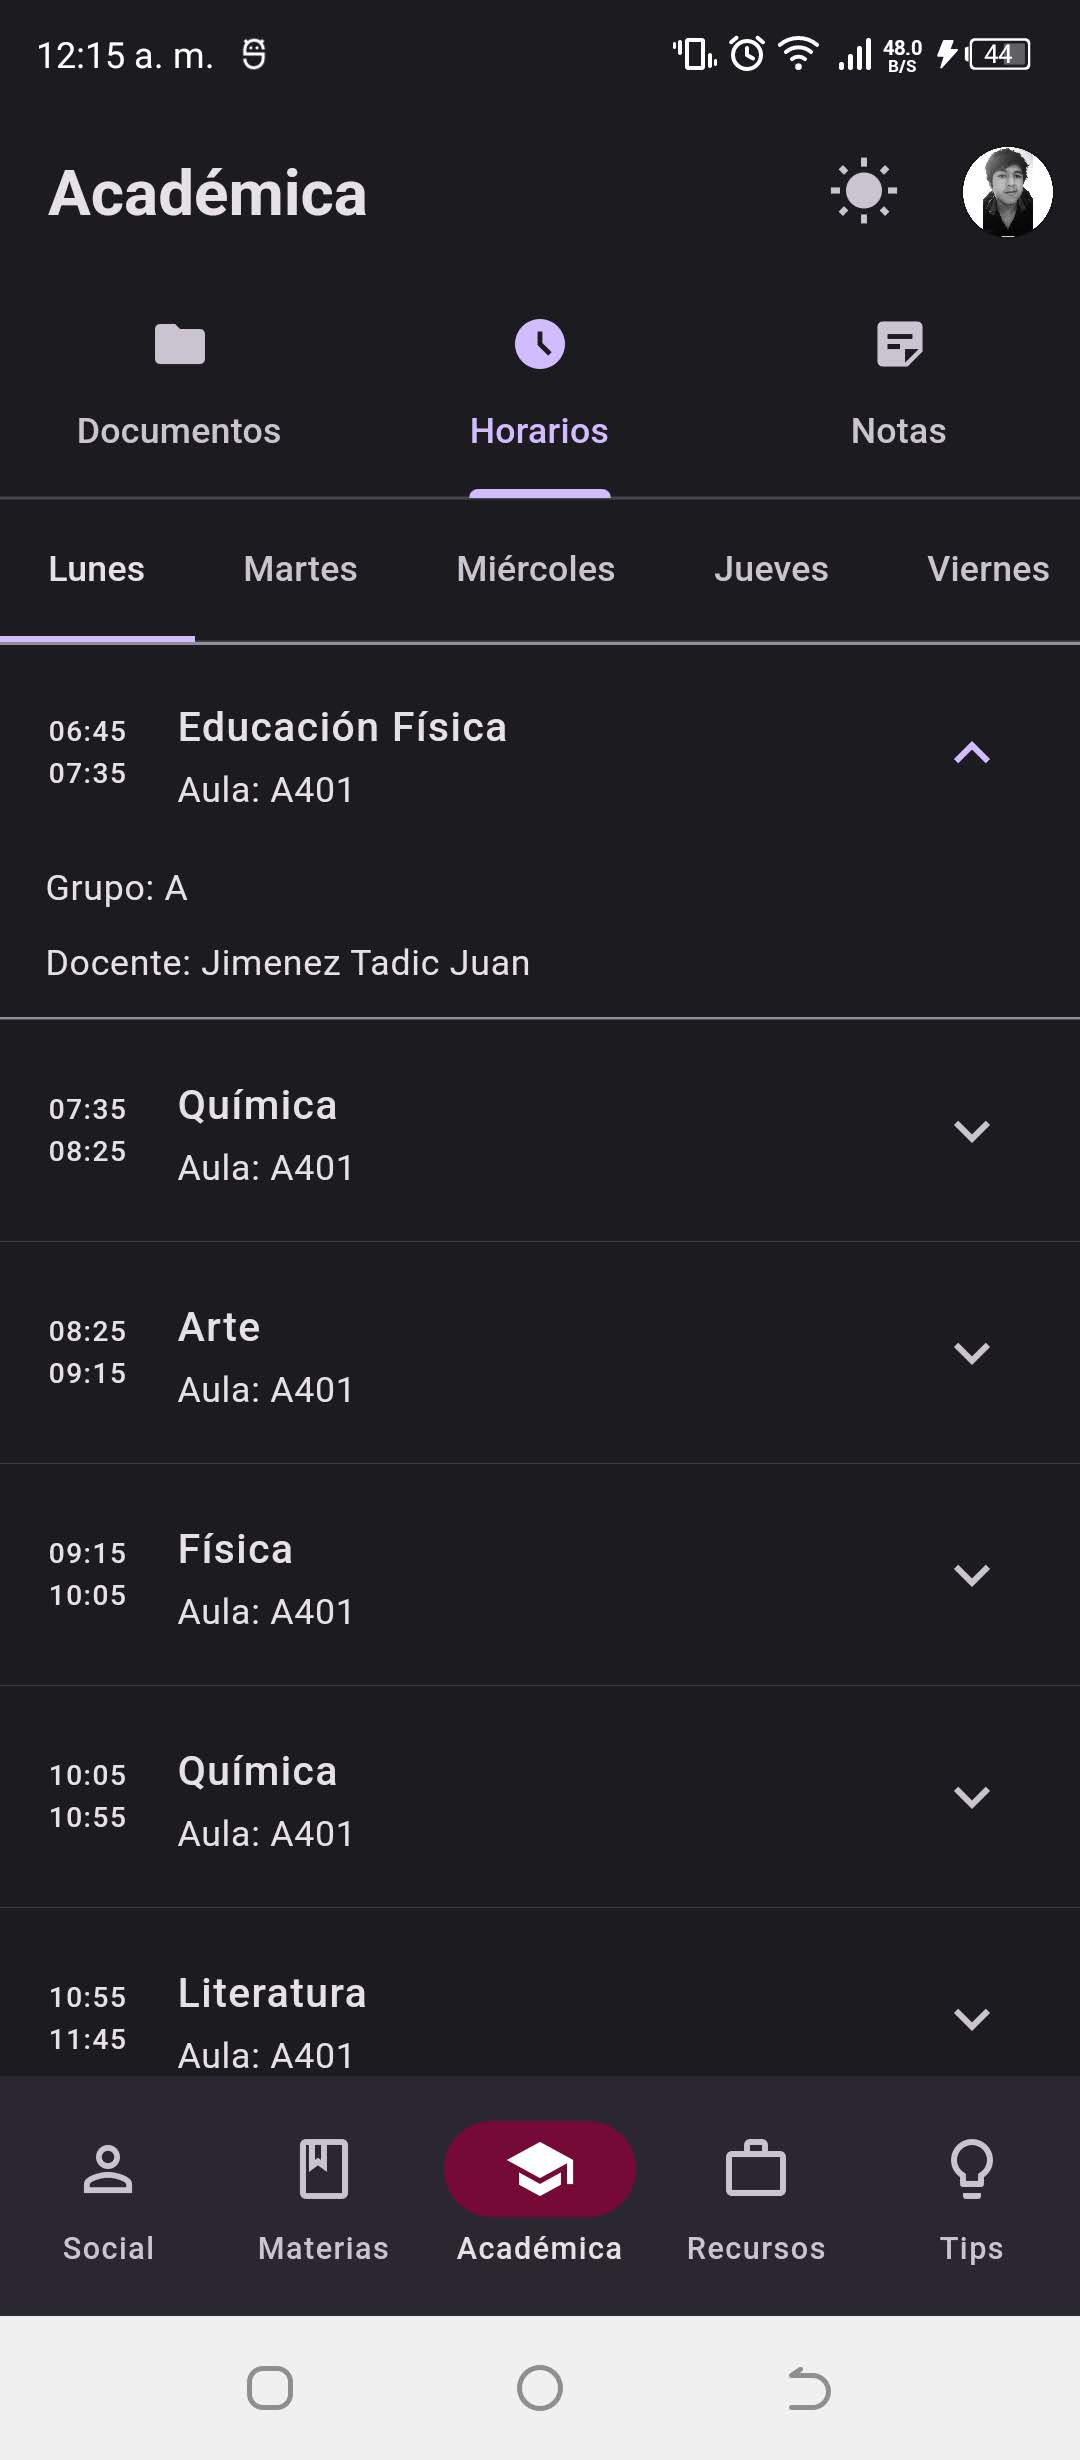 12:15 a. m.
48.0
B/S
44
Académica
Documentos
Horarios
Notas
Lunes
Martes
Miércoles
Jueves
Viernes
06:45
07:35
Educación Física
Aula: A401
Grupo: A
Docente: Jimenez Tadic Juan
07:35
08:25
Química
Aula: A401
08:25
09:15
Arte
Aula: A401
09:15
10:05
Física
Aula: A401
10:05
10:55
Química
Aula: A401
10:55
11:45
Literatura
Aula: A401
Social
Materias
Académica
Recursos
Tips